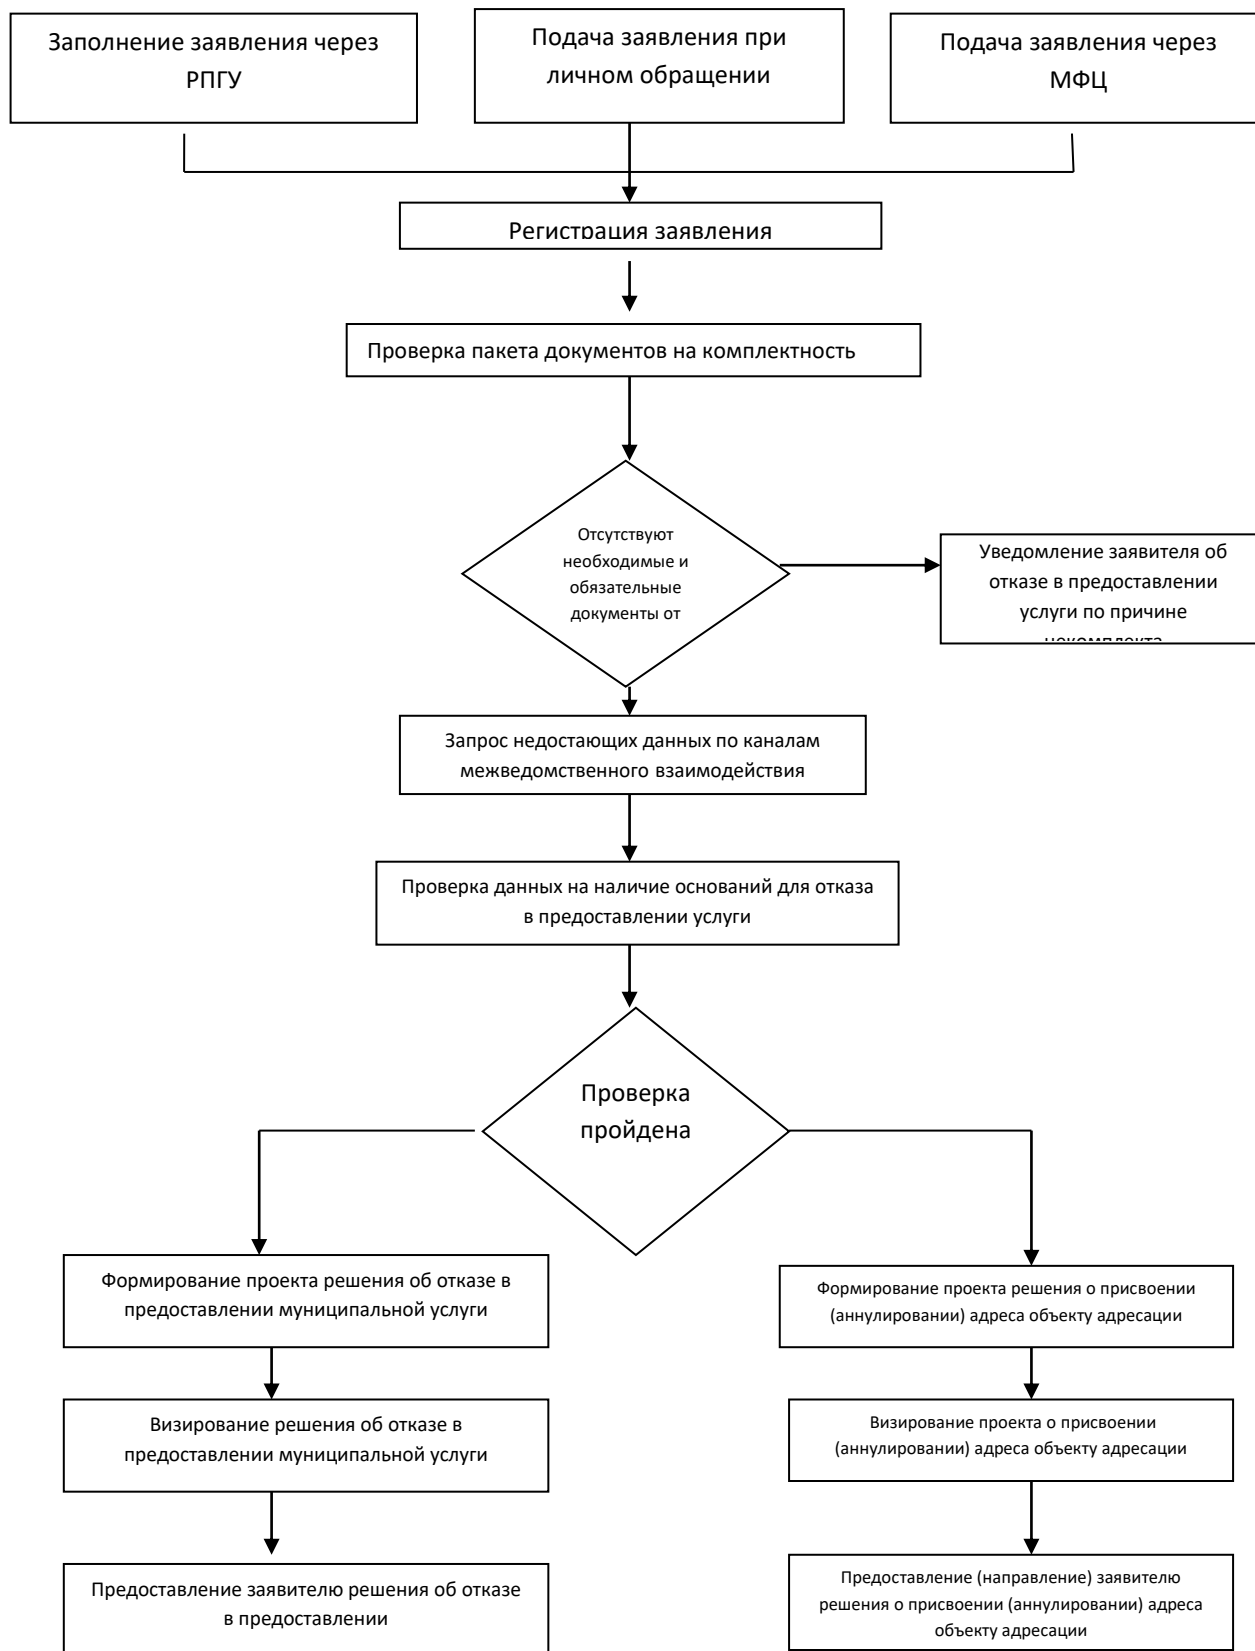 Заполнение заявления через
РПГУ
Подача заявления при
личном обращении
Подача заявления через
МФЦ
Регистрация заявления
Проверка пакета документов на комплектность
Отсутствуют
необходимые и
обязательные
документы от
Уведомление заявителя об
отказе в предоставлении
услуги по причине
некомплекта
Запрос недостающих данных по каналам
межведомственного взаимодействия
Проверка данных на наличие оснований для отказа
в предоставлении услуги
Проверка
пройдена
Формирование проекта решения об отказе в
предоставлении муниципальной услуги
Формирование проекта решения о присвоении
(аннулировании) адреса объекту адресации
Визирование решения об отказе в
предоставлении муниципальной услуги
Визирование проекта о присвоении
(аннулировании) адреса объекту адресации
Предоставление заявителю решения об отказе
в предоставлении
Предоставление (направление) заявителю
решения о присвоении (аннулировании) адреса
объекту адресации